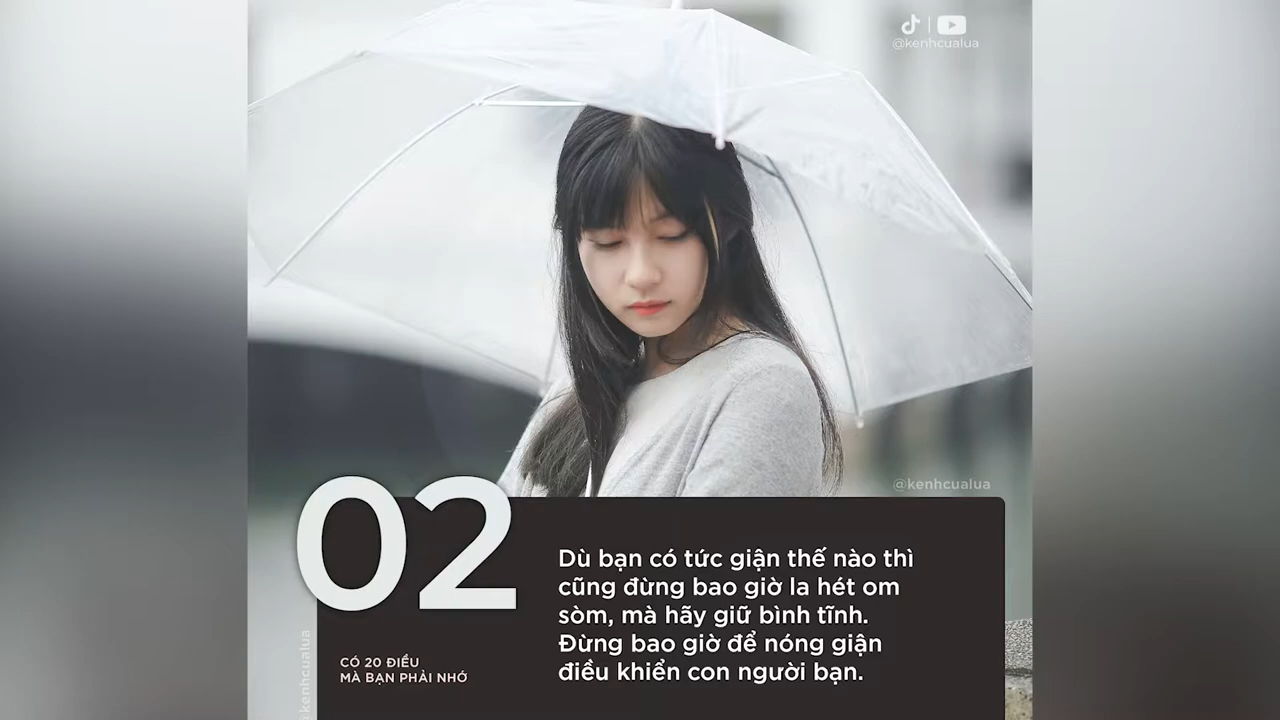 @kenhcualua
@kenhcualua
02
Dù bạn có tức giận thế nào thì
cũng đừng bao giờ la hét om
sòm, mà hãy giữ bình tĩnh.
Đừng bao giờ để nóng giận
điều khiển con người bạn.
CÓ 20 ĐIỀU
MÀ BẠN PHẢI NHỚ
@kenhcualua